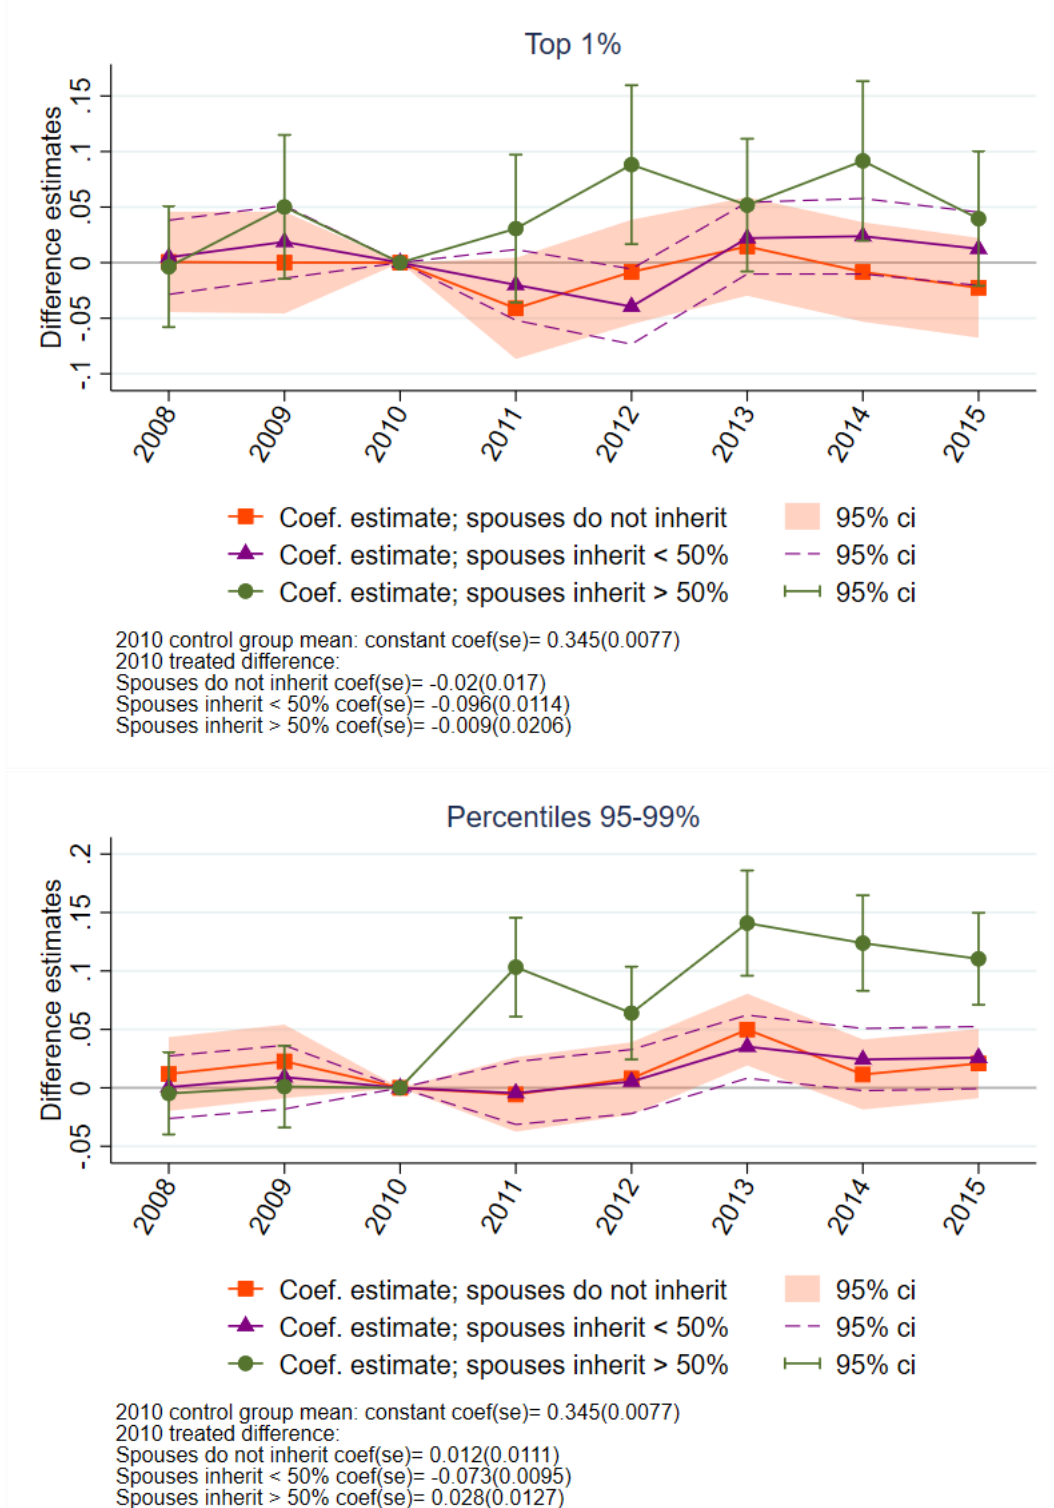 Top 1%
Difference estimates
.15
.1
.05
0
-.05
-.1
2008
2009
2010
2011
2012
2013
2014
2015
Coef. estimate; spouses do not inherit
95% ci
Coef. estimate; spouses inherit < 50%
95% ci
Coef. estimate; spouses inherit > 50%
95% ci
2010 control group mean: constant coef(se)= 0.345(0.0077)
2010 treated difference:
Spouses do not inherit coef(se)= -0.02(0.017)
Spouses inherit < 50% coef(se)= -0.096(0.0114)
Spouses inherit > 50% coef(se)= -0.009(0.0206)
Percentiles 95-99%
Difference estimates
.2
.15
.1
.05
0
-.05
2008
2009
2010
2011
2012
2013
2014
2015
Coef. estimate; spouses do not inherit
95% ci
Coef. estimate; spouses inherit < 50%
95% ci
Coef. estimate; spouses inherit > 50%
95% ci
2010 control group mean: constant coef(se)= 0.345(0.0077)
2010 treated difference:
Spouses do not inherit coef(se)= 0.012(0.0111)
Spouses inherit < 50% coef(se)= -0.073(0.0095)
Spouses inherit > 50% coef(se)= 0.028(0.0127)